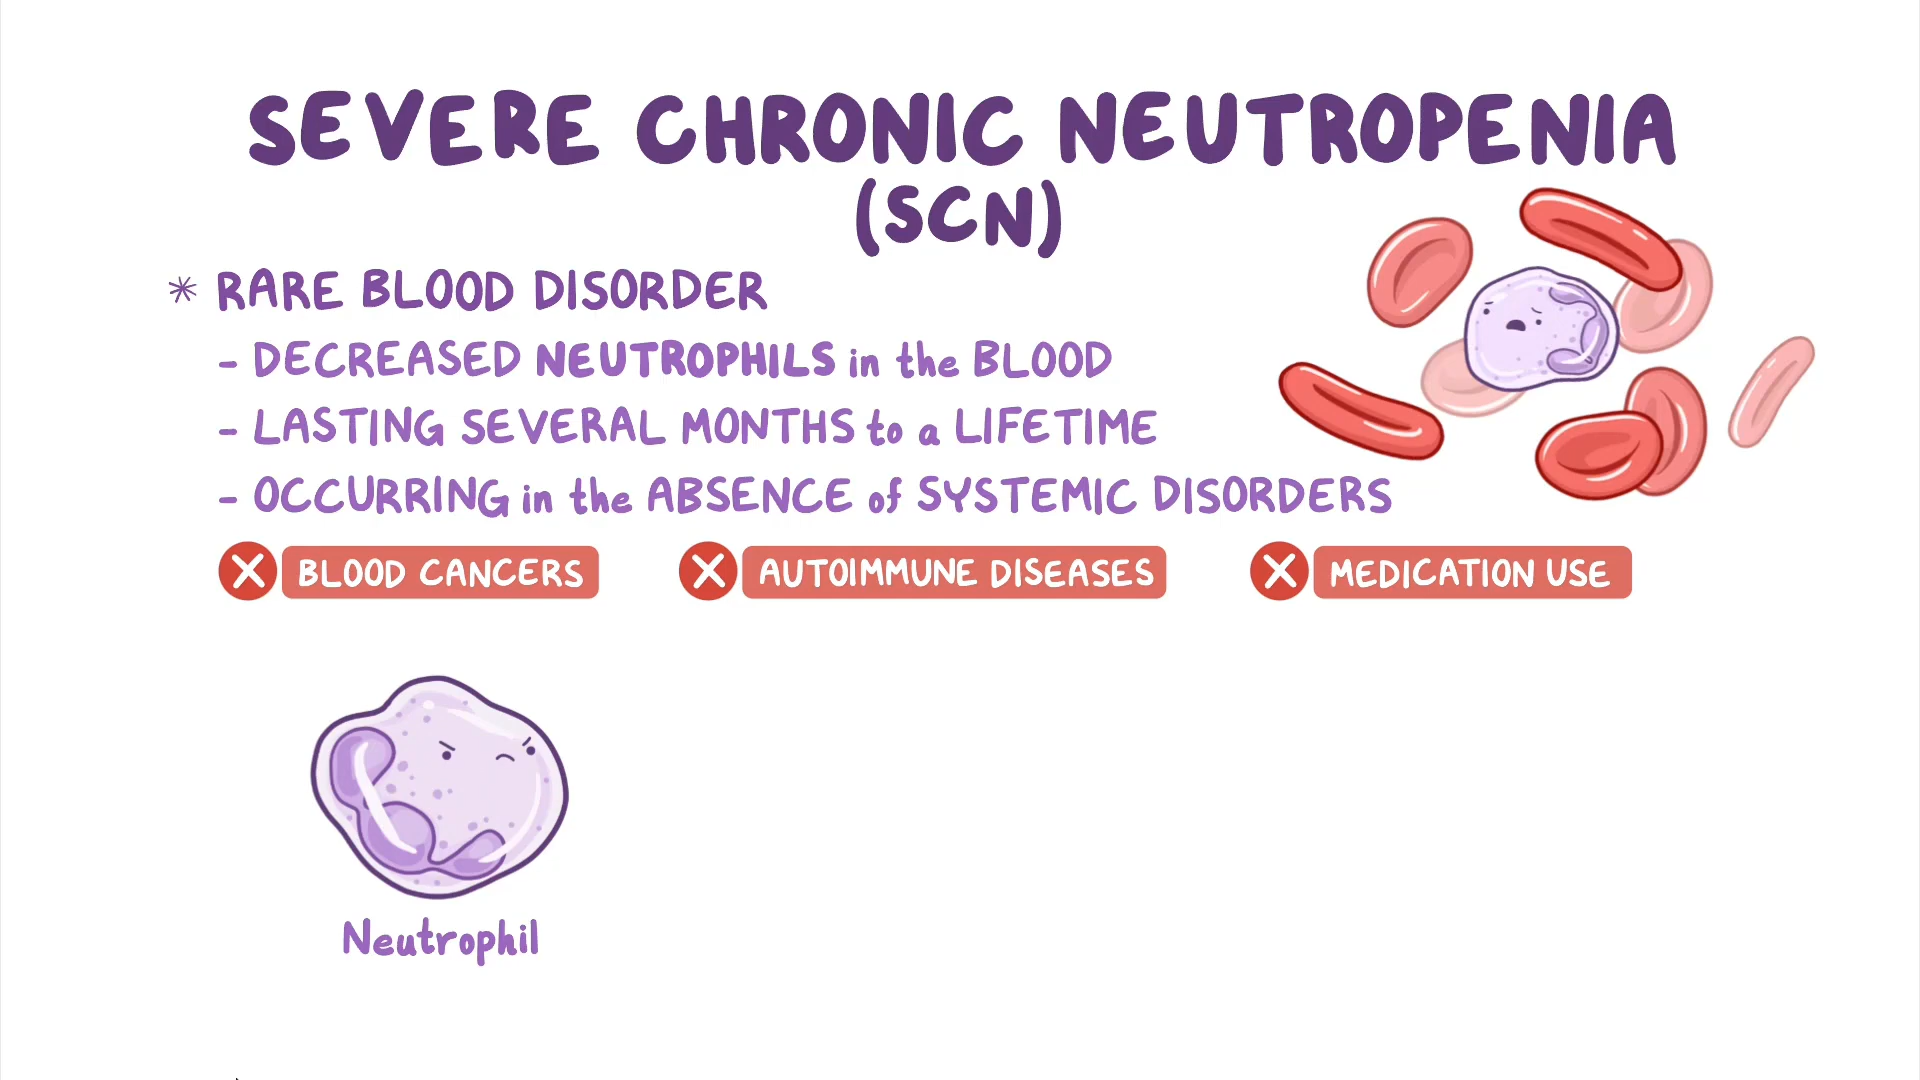 SEVERE CHRONIC NEUTROPENIA
(SCN)
* RARE BLOOD DISORDER
- DECREASED NEUTROPHILS in the BLOOD
- LASTING SEVERAL MONTHS to a LIFETIME
- OCCURRING in the ABSENCE of SYSTEMIC DISORDERS
BLOOD CANCERS
AUTOIMMUNE DISEASES
MEDICATION USE
Neutrophil